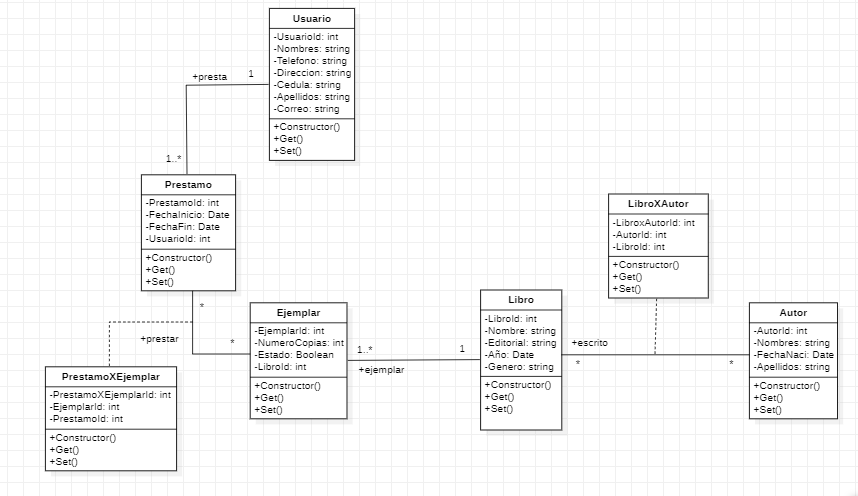 Usuario
-UsuarioId: int
-Nombres: string
-Telefono: string
-Direccion: string
-Cedula: string
-Apellidos: string
-Correo: string
+Constructor()
+Get()
+Set()
+presta
1
1..*
Prestamo
-PrestamoId: int
-FechaInicio: Date
-FechaFin: Date
-UsuarioId: int
+Constructor()
+Get()
+Set()
*
+prestar
*
PrestamoXEjemplar
-PrestamoXEjemplarId: int
-EjemplarId: int
-PrestamoId: int
+Constructor()
+Get()
+Set()
Ejemplar
-EjemplarId: int
-NumeroCopias: int
-Estado: Boolean
-LibroId: int
+Constructor()
+Get()
+Set()
1..*
1
+ejemplar
Libro
-LibroId: int
-Nombre: string
-Editorial: string
-Año: Date
-Genero: string
+Constructor()
+Get()
+Set()
+escrito
*
*
LibroXAutor
-LibroxAutorId: int
-AutorId: int
-LibroId: int
+Constructor()
+Get()
+Set()
Autor
-AutorId: int
-Nombres: string
-FechaNaci: Date
-Apellidos: string
+Constructor()
+Get()
+Set()